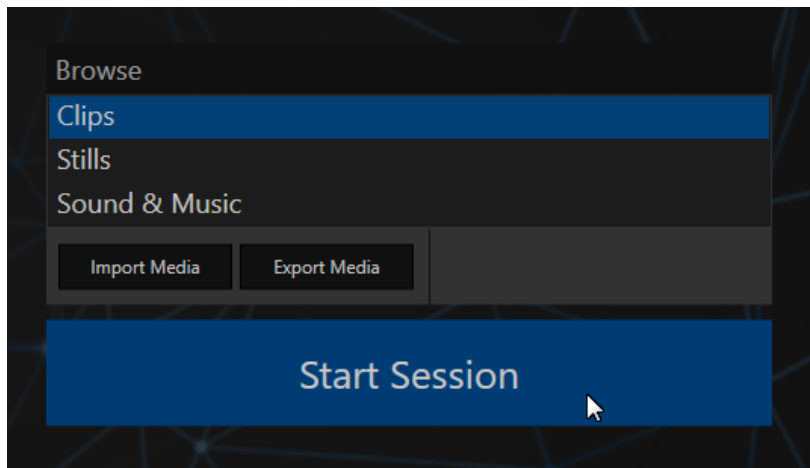 Browse
Clips
Stills
Sound & Music
Import Media Export Media
Start Session